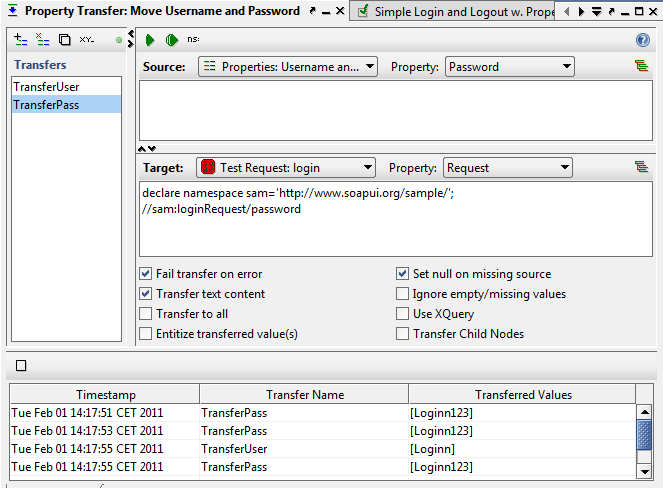 Property Transfer: Move Username and Password
Simple Login and Logout w. Prope
XY=
ns:
Transfers
TransferUser
TransferPass
Source: Properties: Username an... Property: Password
Target: Test Request: login Property: Request
declare namespace sam='http://www.soapui.org/sample/';
//sam:loginRequest/password
Fail transfer on error
Set null on missing source
Transfer text content
Ignore empty/missing values
Transfer to all
Use XQuery
Entitize transferred value(s)
Transfer Child Nodes
Timestamp Transfer Name Transferred Values
Tue Feb 01 14:17:51 CET 2011 TransferPass [Loginn123]
Tue Feb 01 14:17:53 CET 2011 TransferPass [Loginn123]
Tue Feb 01 14:17:55 CET 2011 TransferUser [Loginn]
Tue Feb 01 14:17:55 CET 2011 TransferPass [Loginn123]